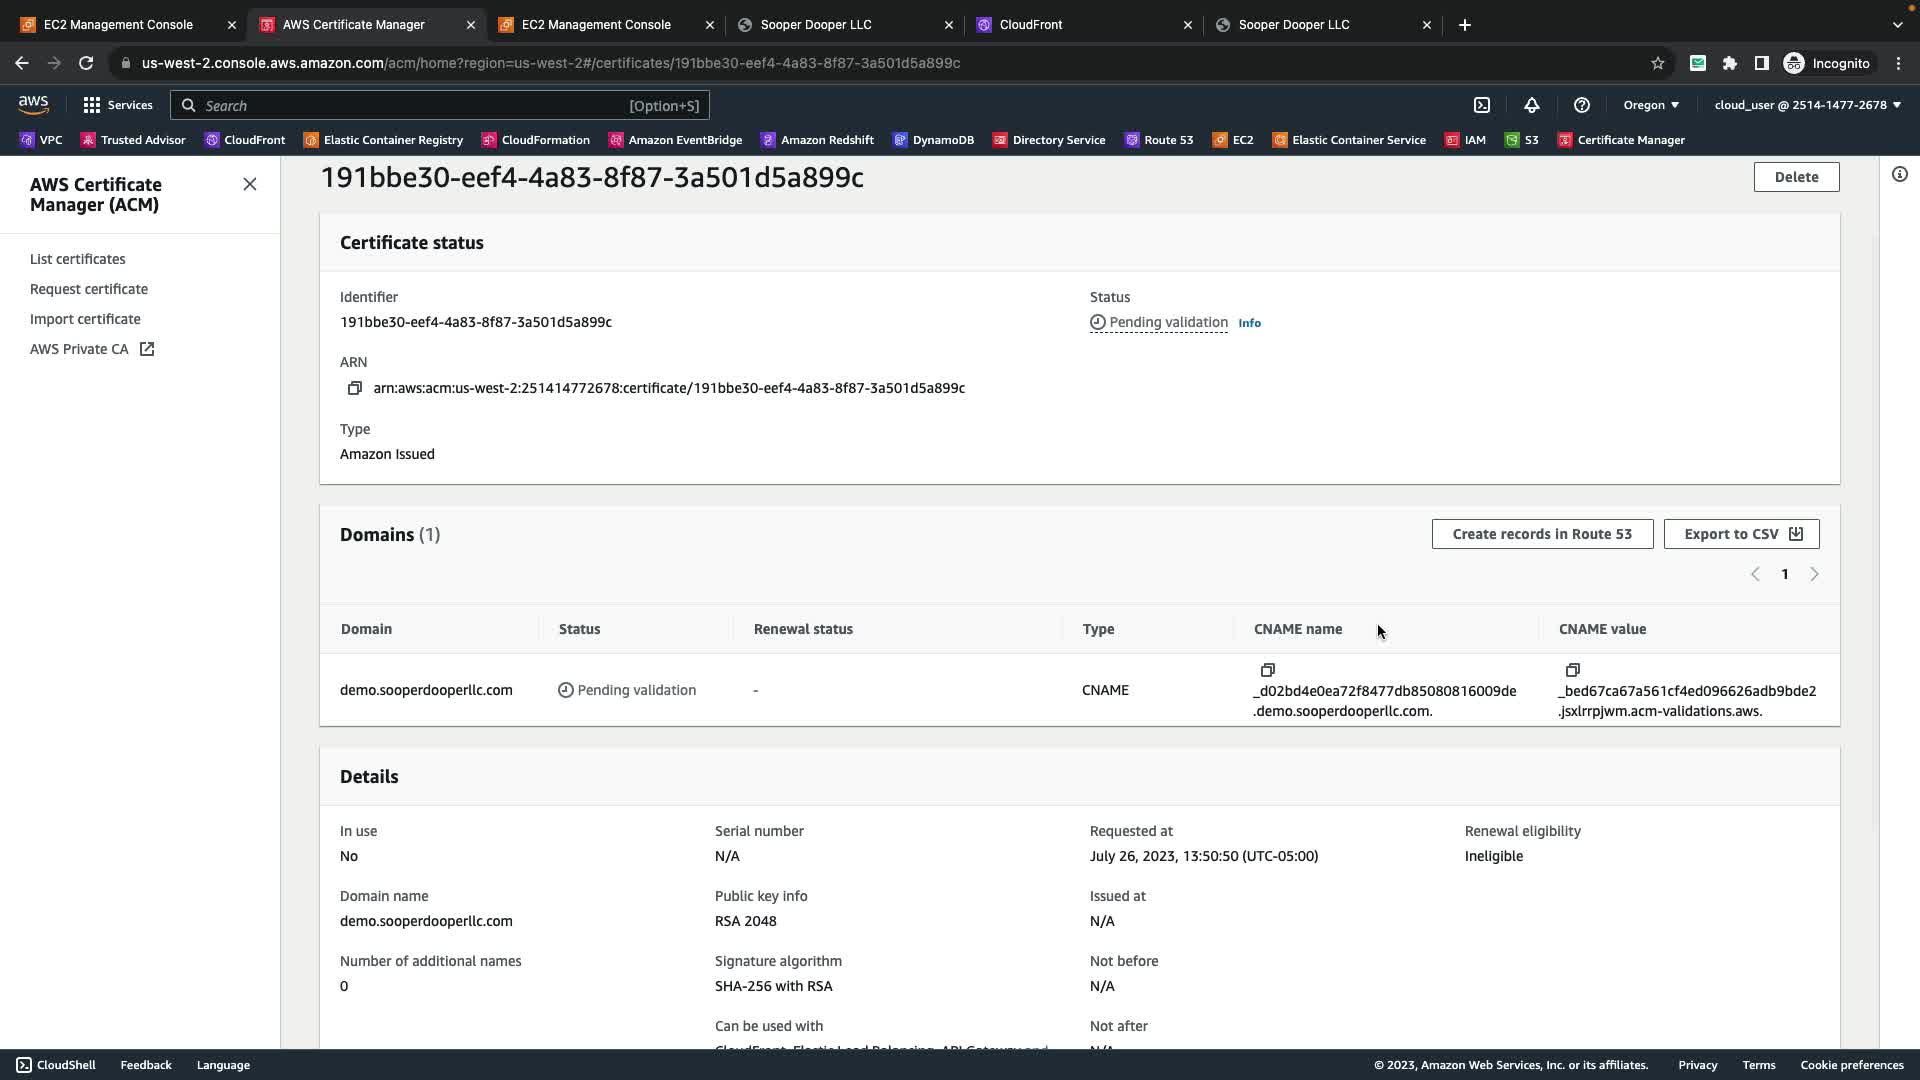 EC2 Management Console
AWS Certificate Manager
EC2 Management Console
Sooper Dooper LLC
CloudFront
Sooper Dooper LLC
us-west-2.console.aws.amazon.com/acm/home?region=us-west-2#/certificates/191bbe30-eef4-4a83-8f87-3a501d5a899c
Incognito
aws
Services
Search
[Option+S]
Oregon
cloud_user @ 2514-1477-2678
VPC
Trusted Advisor
CloudFront
Elastic Container Registry
CloudFormation
Amazon EventBridge
Amazon Redshift
DynamoDB
Directory Service
Route 53
EC2
Elastic Container Service
IAM
S3
Certificate Manager
AWS Certificate
Manager (ACM)
List certificates
Request certificate
Import certificate
AWS Private CA
191bbe30-eef4-4a83-8f87-3a501d5a899c
Delete
Certificate status
Identifier
191bbe30-eef4-4a83-8f87-3a501d5a899c
Status
Pending validation Info
ARN
arn:aws:acm:us-west-2:251414772678:certificate/191bbe30-eef4-4a83-8f87-3a501d5a899c
Type
Amazon Issued
Domains (1)
Create records in Route 53
Export to CSV
1
Domain
Status
Renewal status
Type
CNAME name
CNAME value
demo.sooperdooperllc.com
Pending validation
-
CNAME
_d02bd4e0ea72f8477db85080816009de
.demo.sooperdooperllc.com.
_bed67ca67a561cf4ed096626adb9bde2
.jsxlrrpjwm.acm-validations.aws.
Details
In use
No
Serial number
N/A
Requested at
July 26, 2023, 13:50:50 (UTC-05:00)
Renewal eligibility
Ineligible
Domain name
demo.sooperdooperllc.com
Public key info
RSA 2048
Issued at
N/A
Number of additional names
0
Signature algorithm
SHA-256 with RSA
Not before
N/A
Can be used with
CloudFront, Elastic Load Balancing, API Gateway and
Not after
N/A
CloudShell
Feedback
Language
© 2023, Amazon Web Services, Inc. or its affiliates.
Privacy
Terms
Cookie preferences